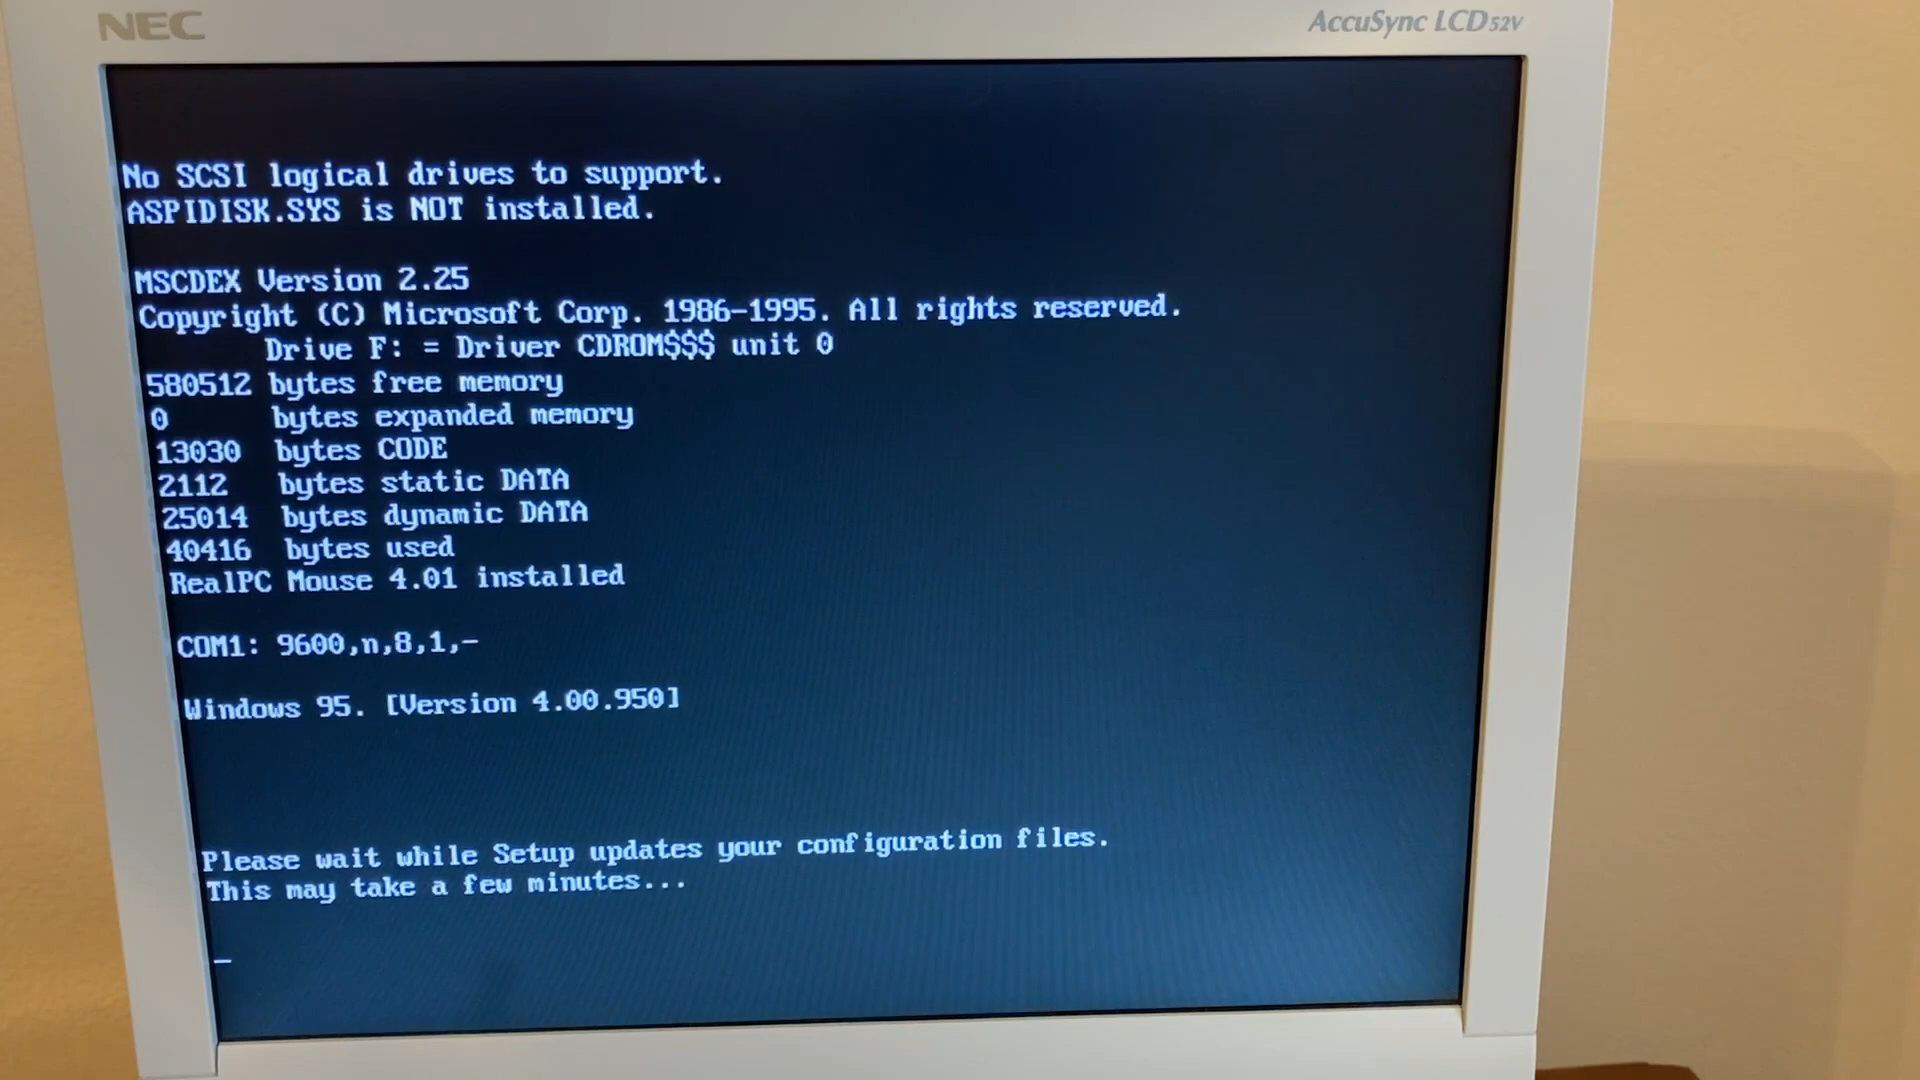 NEC
AccuSync LCD52V
No SCSI logical drives to support.
ASPIDISK.SYS is NOT installed.
MSCDEX Version 2.25
Copyright (C) Microsoft Corp. 1986-1995. All rights reserved.
Drive F: = Driver CDROM$$$ unit 0
580512 bytes free memory
0 bytes expanded memory
13030 bytes CODE
2112 bytes static DATA
25014 bytes dynamic DATA
40416 bytes used
RealPC Mouse 4.01 installed
COM1: 9600,n,8,1,-
Windows 95. [Version 4.00.950]
Please wait while Setup updates your configuration files.
This may take a few minutes...
_